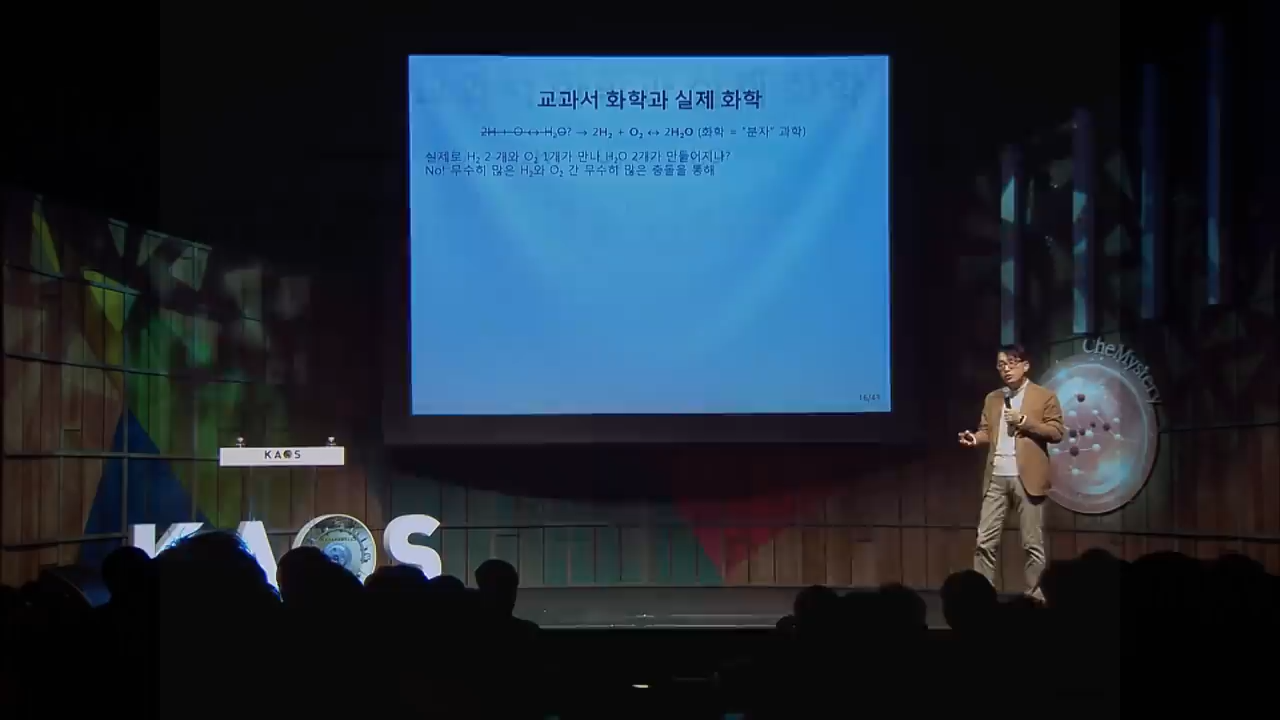 교과서 화학과 실제 화학
2H + O ↔ H₂O? → 2H₂ + O₂ ↔ 2H₂O (화학 = "분자" 과학)
실제로 H₂ 2 개와 O₂ 1개가 만나 H₂O 2개가 만들어지나?
No! 무수히 많은 H₂와 O₂ 간 무수히 많은 충돌을 통해
16/43
CheMystery
KAOS
KAOS